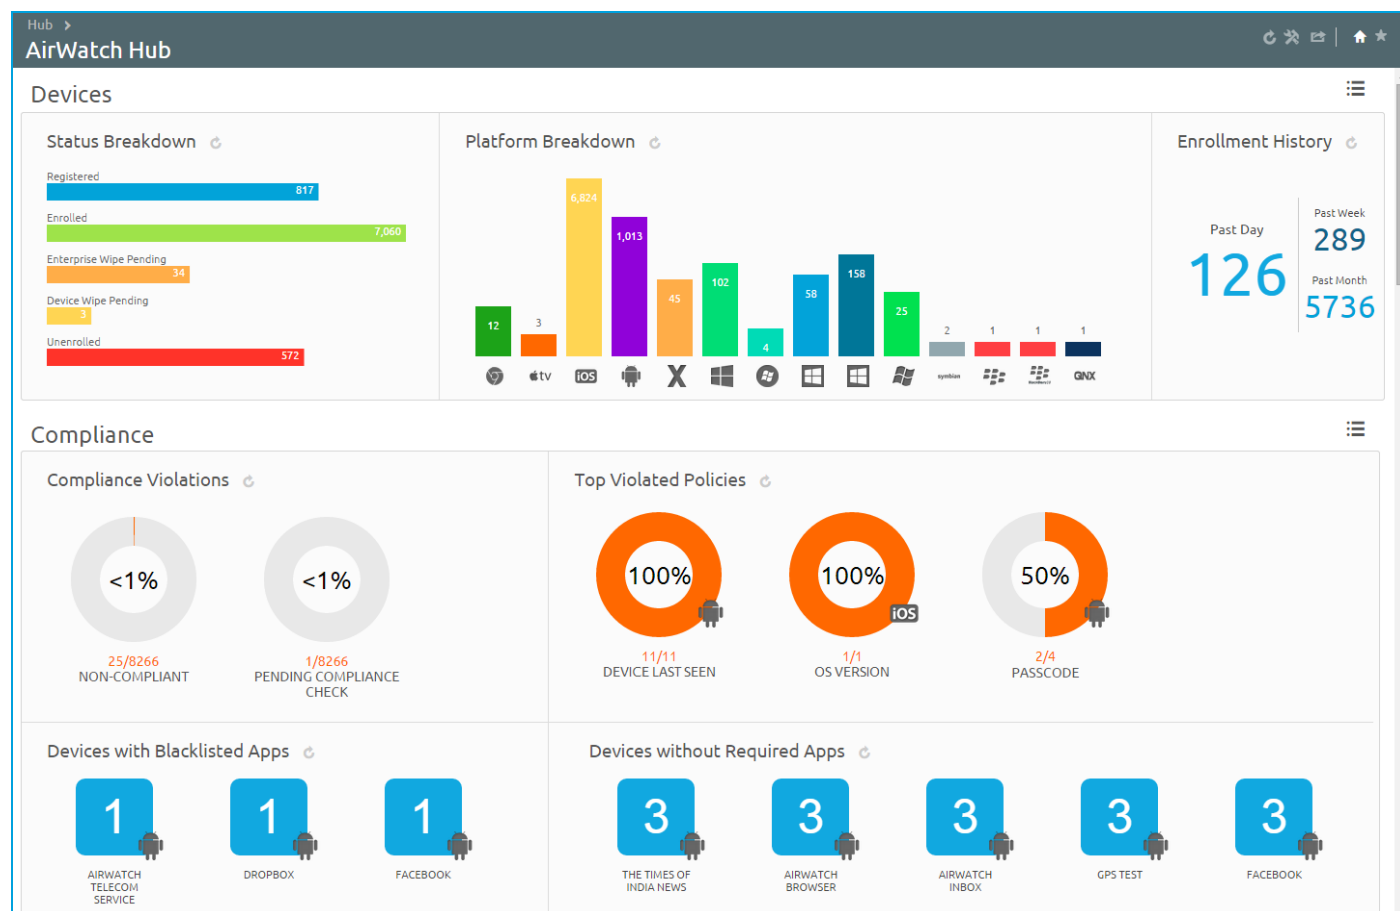 Hub
AirWatch Hub
Devices
Status Breakdown
Registered
817
Enrolled
7,060
Enterprise Wipe Pending
34
Device Wipe Pending
3
Unenrolled
572
Platform Breakdown
12
3
6,824
1,013
45
102
4
58
158
25
2
1
1
1
tv
iOS
X
symbian
BlackBerry10
QNX
Enrollment History
Past Day
126
Past Week
289
Past Month
5736
Compliance
Compliance Violations
<1%
25/8266
NON-COMPLIANT
<1%
1/8266
PENDING COMPLIANCE
CHECK
Top Violated Policies
100%
11/11
DEVICE LAST SEEN
100%
iOS
1/1
OS VERSION
50%
2/4
PASSCODE
Devices with Blacklisted Apps
1
AIRWATCH
TELECOM
SERVICE
1
DROPBOX
1
FACEBOOK
Devices without Required Apps
3
THE TIMES OF
INDIA NEWS
3
AIRWATCH
BROWSER
3
AIRWATCH
INBOX
3
GPS TEST
3
FACEBOOK